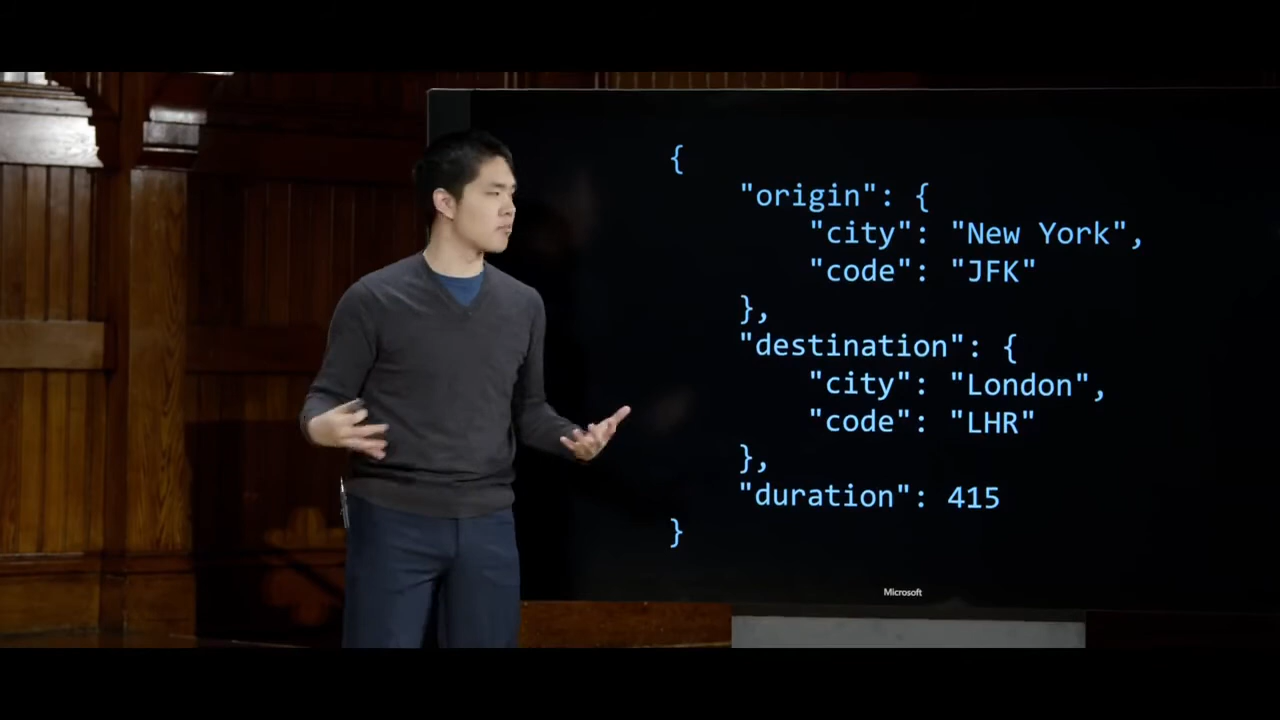 {
"origin": {
"city": "New York",
"code": "JFK"
},
"destination": {
"city": "London",
"code": "LHR"
},
"duration": 415
}
Microsoft